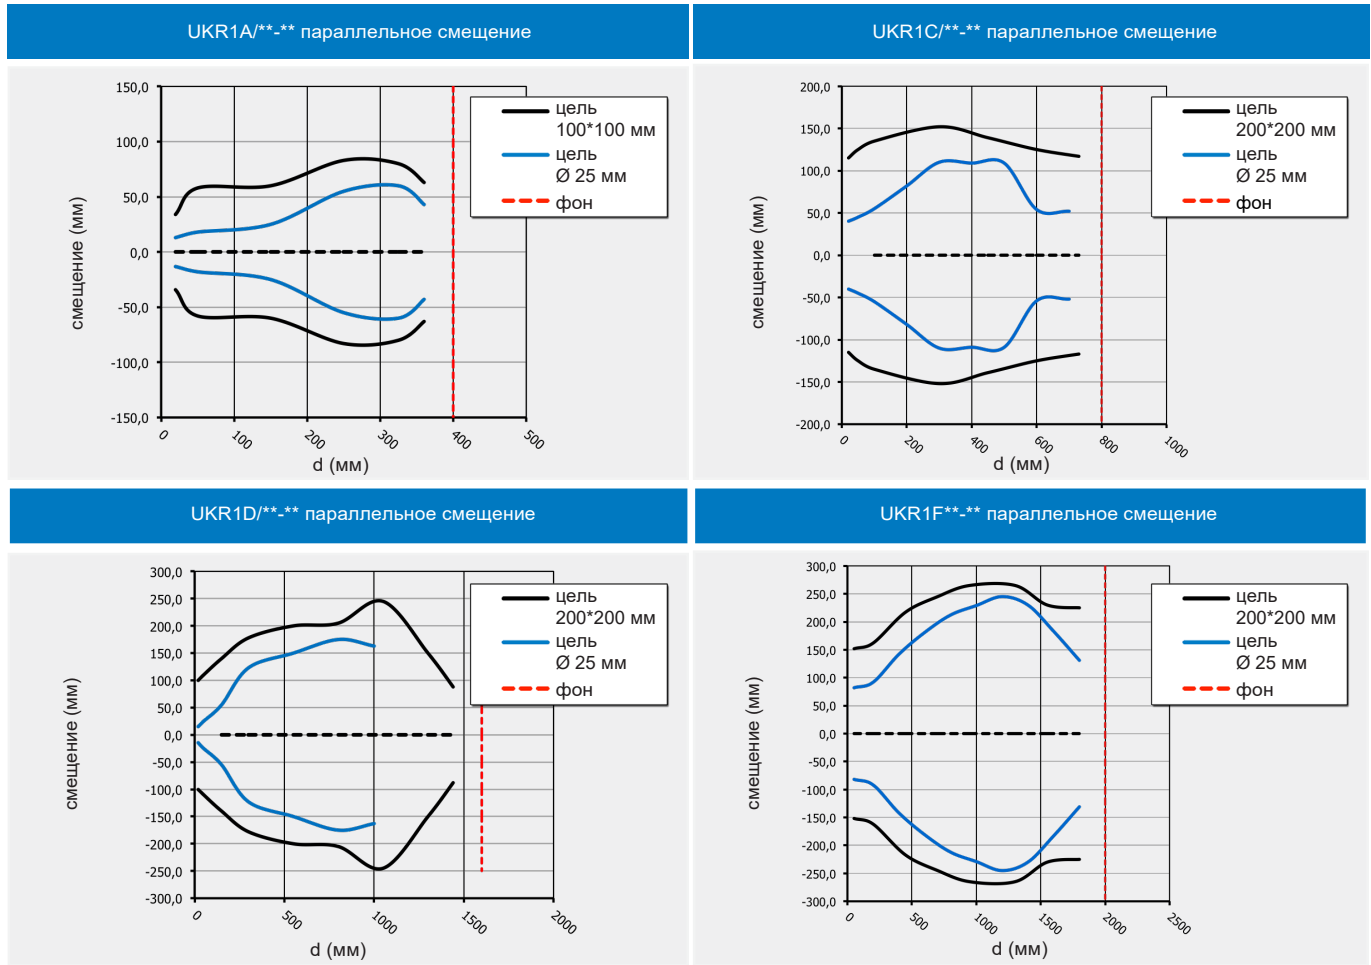 UKR1A/**-** параллельное смещение
150,0
100,0
50,0
0,0
-50,0
-100,0
-150,0
смещение (мм)
0
100
200
300
400
500
d (мм)
цель
100*100 мм
цель
Ø 25 мм
фон
UKR1C/**-** параллельное смещение
200,0
150,0
100,0
50,0
0,0
-50,0
-100,0
-150,0
-200,0
смещение (мм)
0
200
400
600
800
1000
d (мм)
цель
200*200 мм
цель
Ø 25 мм
фон
UKR1D/**-** параллельное смещение
300,0
250,0
200,0
150,0
100,0
50,0
0,0
-50,0
-100,0
-150,0
-200,0
-250,0
-300,0
смещение (мм)
0
500
1000
1500
2000
d (мм)
цель
200*200 мм
цель
Ø 25 мм
фон
UKR1F**-** параллельное смещение
300,0
250,0
200,0
150,0
100,0
50,0
0,0
-50,0
-100,0
-150,0
-200,0
-250,0
-300,0
смещение (мм)
0
500
1000
1500
2000
2500
d (мм)
цель
200*200 мм
цель
Ø 25 мм
фон